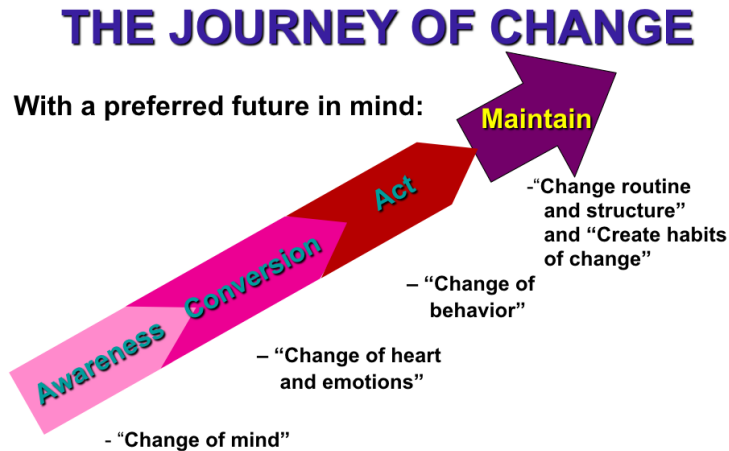 THE JOURNEY OF CHANGE
With a preferred future in mind:
Maintain
-“Change routine
and structure”
and “Create habits
of change”
Act
– “Change of
behavior”
Conversion
– “Change of heart
and emotions”
Awareness
- “Change of mind”